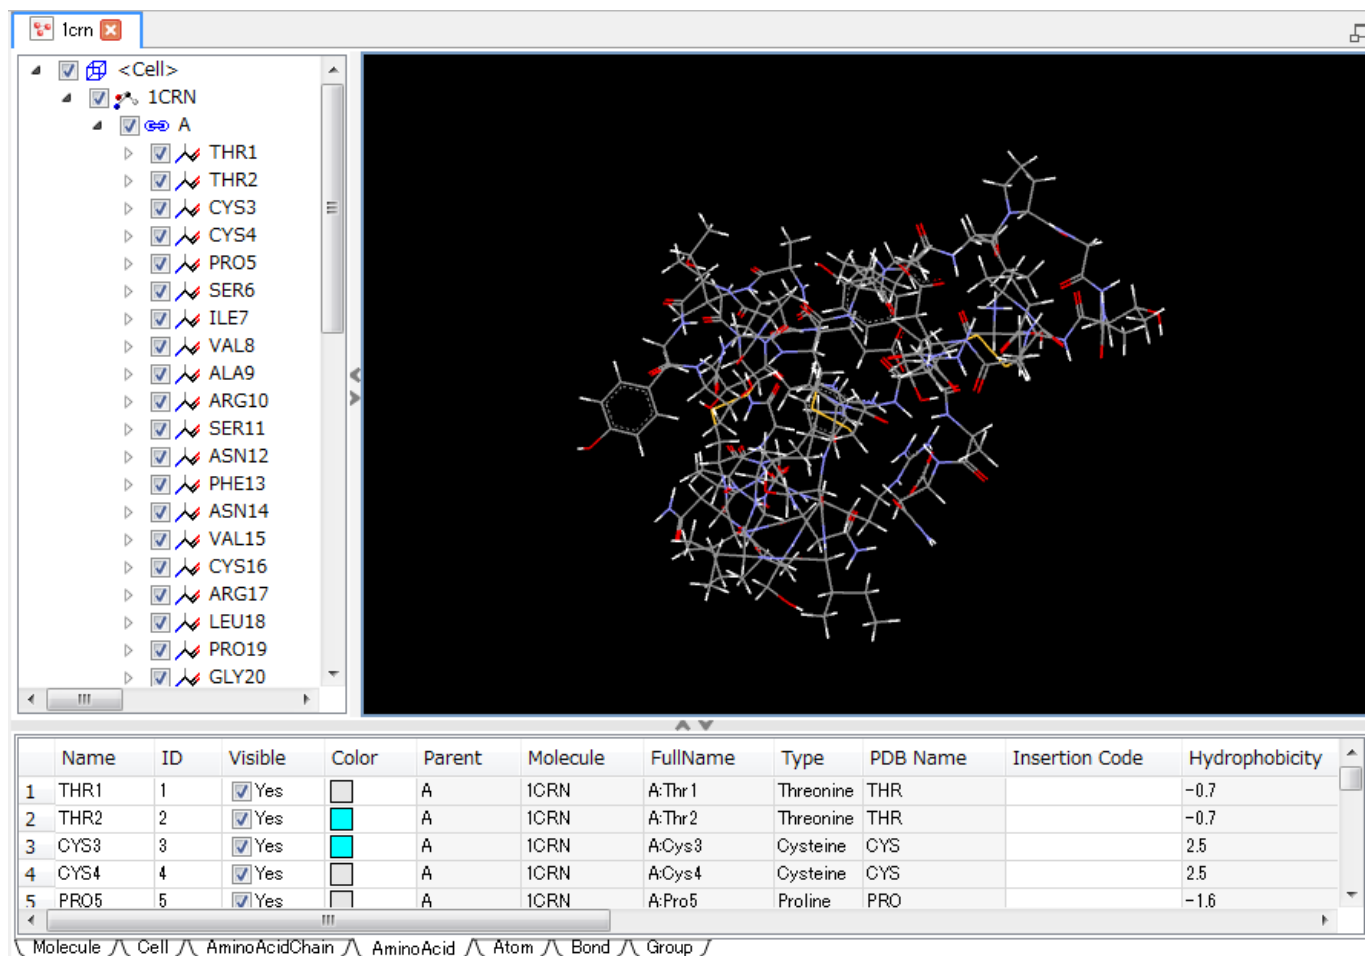 1crn
<Cell>
1CRN
A
THR1
THR2
CYS3
CYS4
PRO5
SER6
ILE7
VAL8
ALA9
ARG10
SER11
ASN12
PHE13
ASN14
VAL15
CYS16
ARG17
LEU18
PRO19
GLY20
Name ID Visible Color Parent Molecule FullName Type PDB Name Insertion Code Hydrophobicity
1 THR1 1 Yes A 1CRN A:Thr1 Threonine THR -0.7
2 THR2 2 Yes A 1CRN A:Thr2 Threonine THR -0.7
3 CYS3 3 Yes A 1CRN A:Cys3 Cysteine CYS 2.5
4 CYS4 4 Yes A 1CRN A:Cys4 Cysteine CYS 2.5
5 PRO5 5 Yes A 1CRN A:Pro5 Proline PRO -1.6
Molecule Cell AminoAcidChain AminoAcid Atom Bond Group